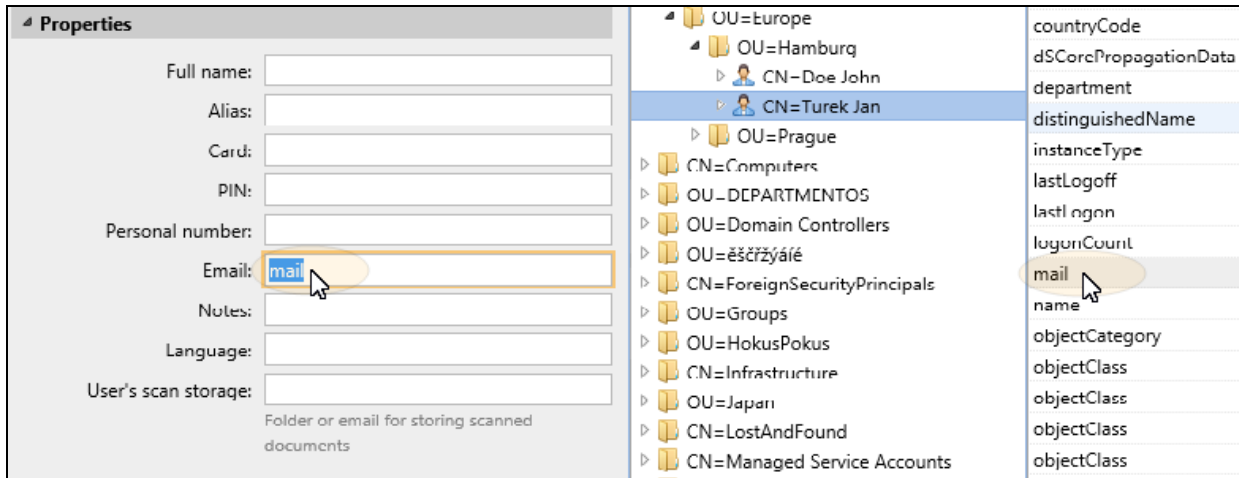 Properties
Full name:
Alias:
Card:
PIN:
Personal number:
Email: mail
Notes:
Language:
User's scan storage:
Folder or email for storing scanned
documents
OU=Europe
OU=Hamburg
CN=Doe John
CN=Turek Jan
OU=Prague
CN=Computers
OU=DEPARTMENTOS
OU=Domain Controllers
OU=ěščřžýáíé
CN=ForeignSecurityPrincipals
OU=Groups
OU=HokusPokus
CN=Infrastructure
OU=Japan
CN=LostAndFound
CN=Managed Service Accounts
countryCode
dSCorePropagationData
department
distinguishedName
instanceType
lastLogoff
lastLogon
logonCount
mail
name
objectCategory
objectClass
objectClass
objectClass
objectClass